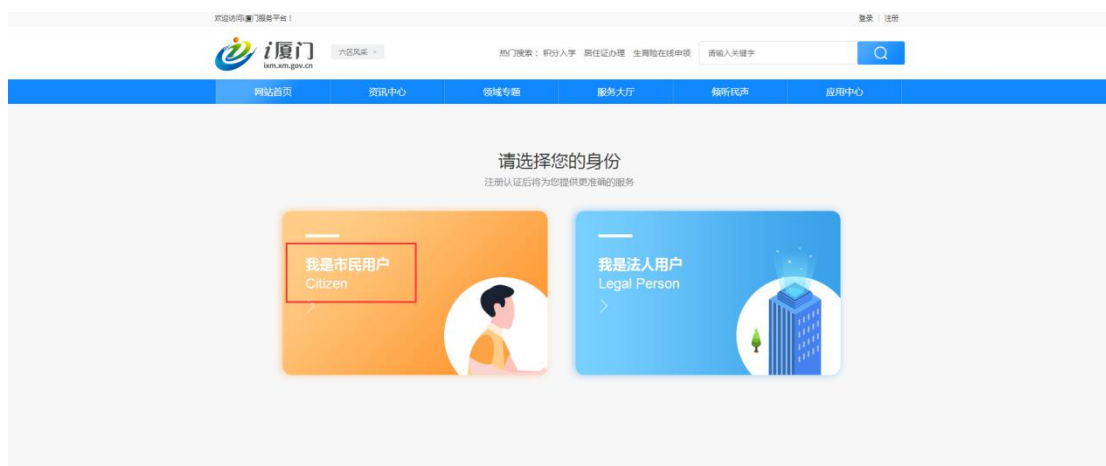 欢迎访问i厦门服务平台！
登录 | 注册
i厦门
ixm.xm.gov.cn
六区风采
热门搜索：积分入学 居住证办理 生育险在线申领
请输入关键字
网站首页 资讯中心 领域专题 服务大厅 倾听民声 应用中心
请选择您的身份
注册认证后将为您提供更准确的服务
我是市民用户
Citizen
我是法人用户
Legal Person